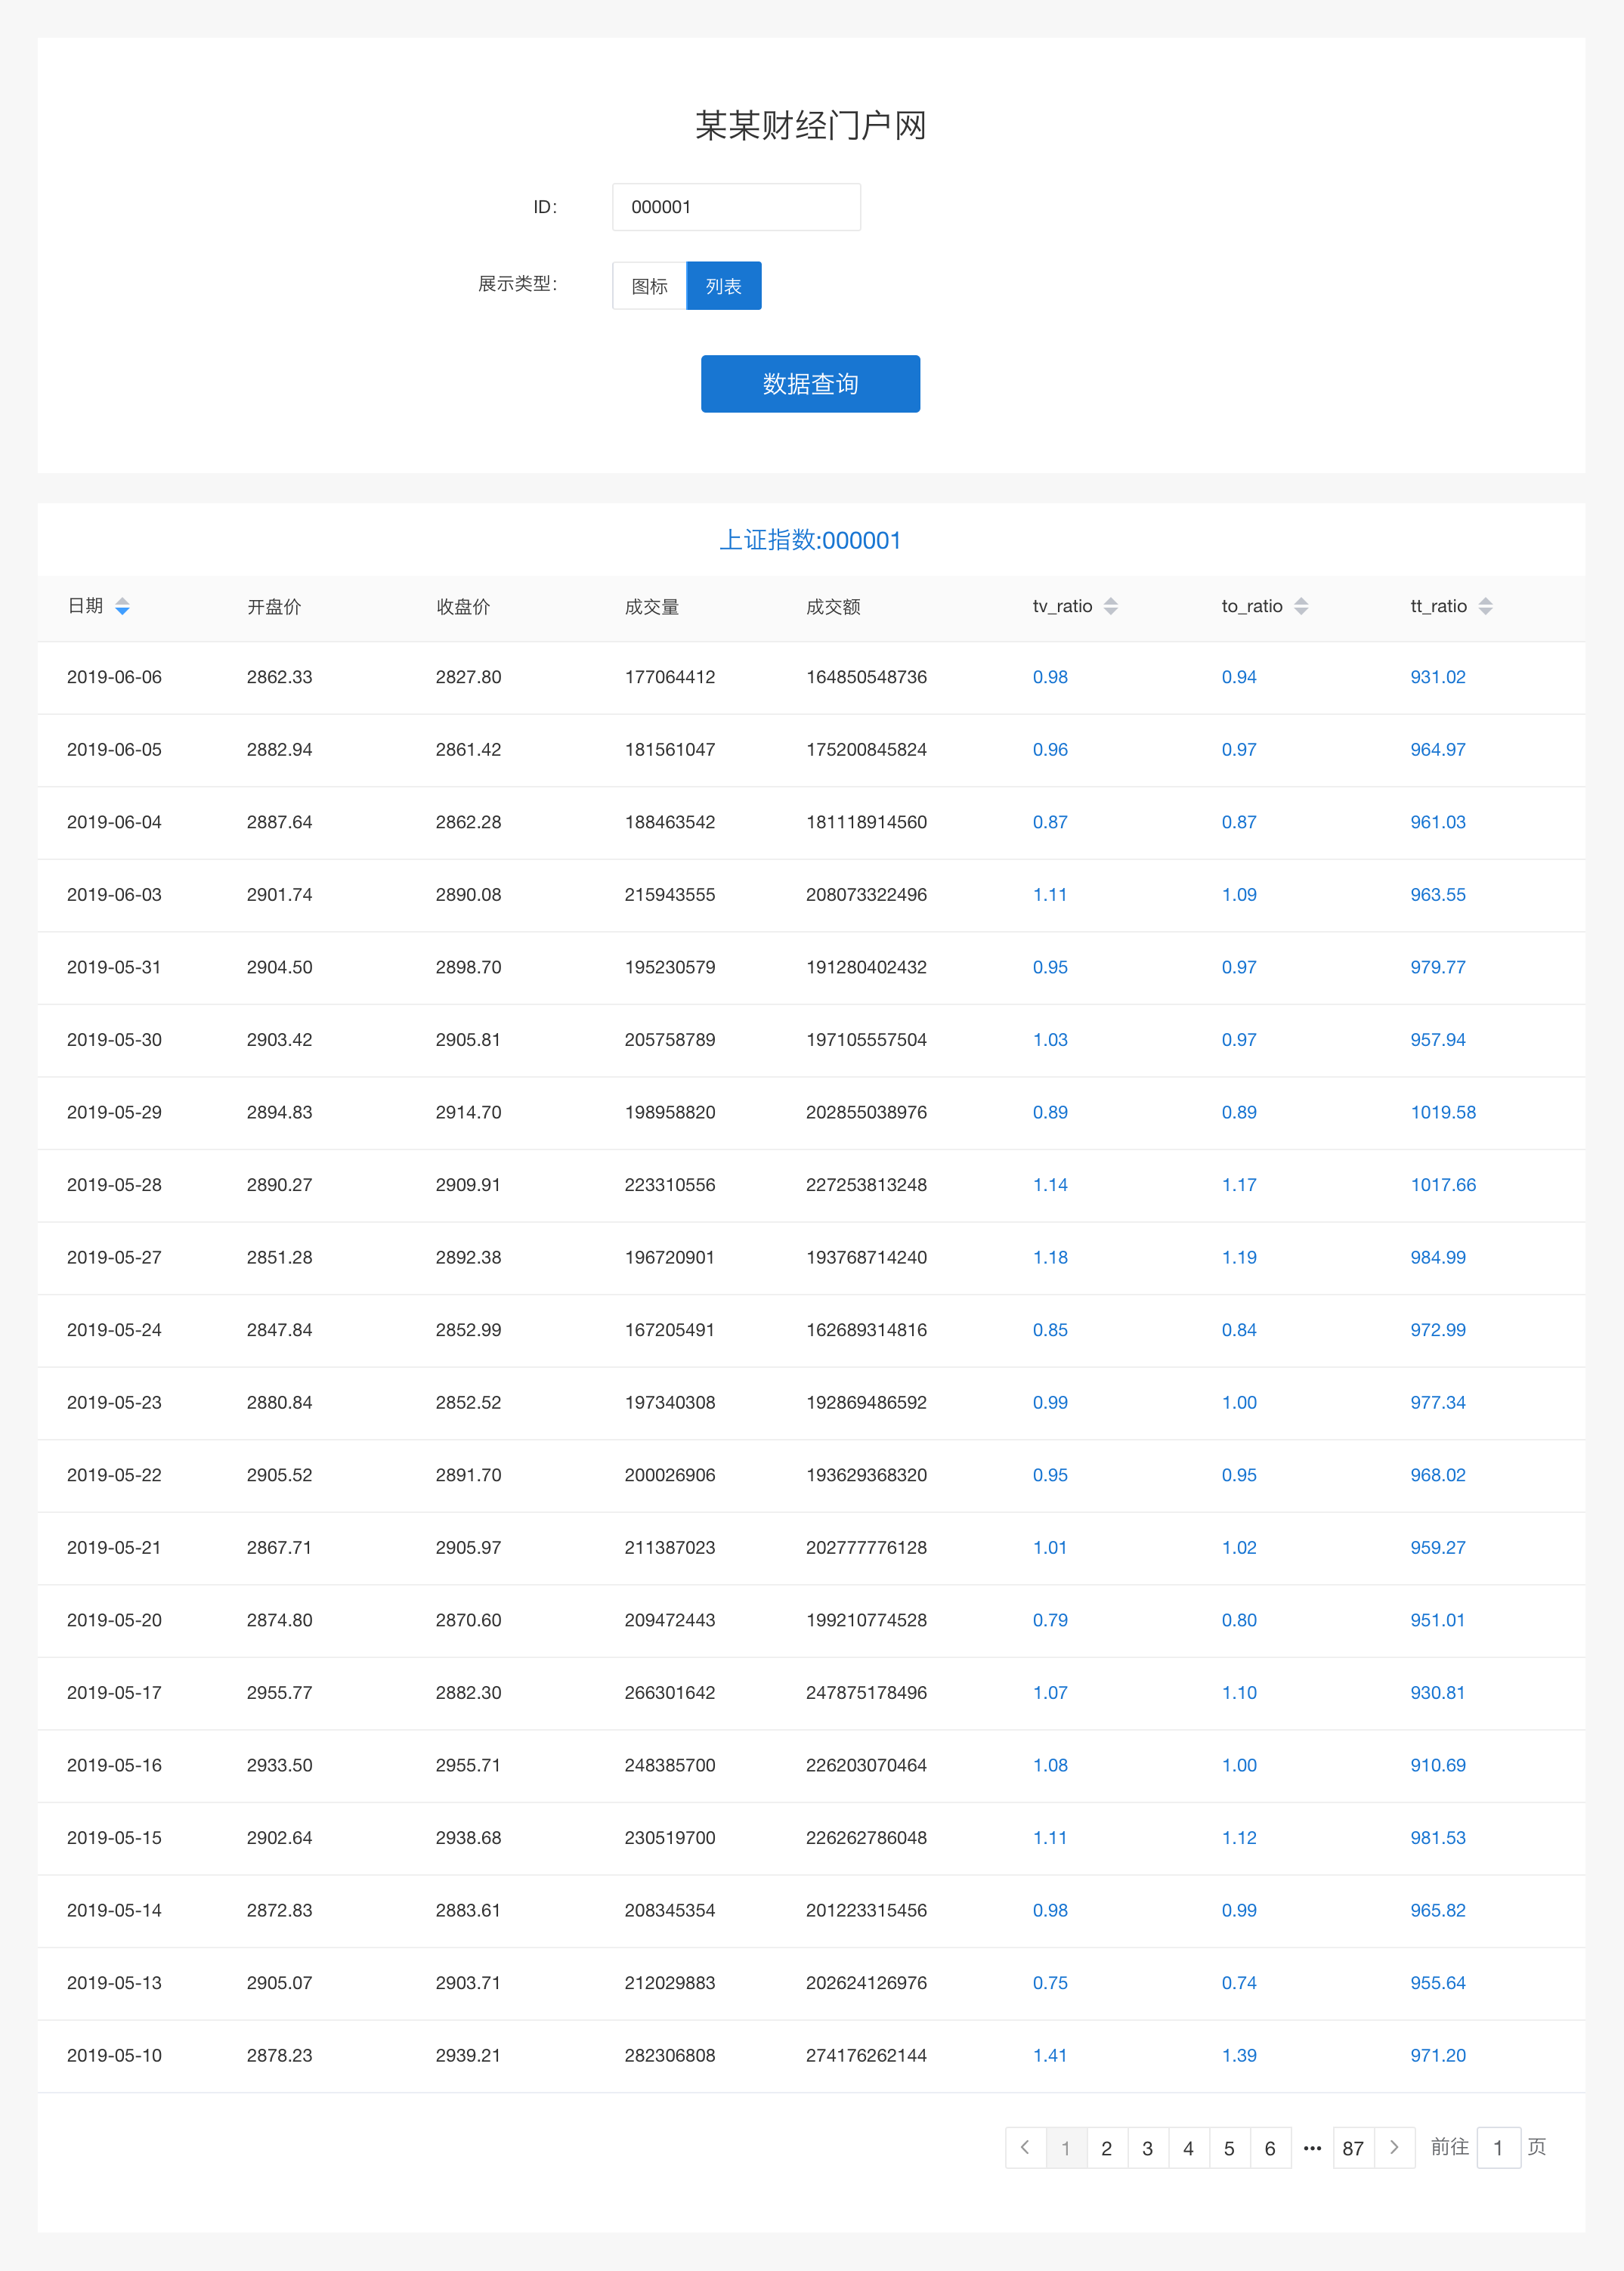 某某财经门户网
ID: 000001
展示类型: 图标 列表
数据查询
上证指数:000001
日期 开盘价 收盘价 成交量 成交额 tv_ratio to_ratio tt_ratio
2019-06-06 2862.33 2827.80 177064412 164850548736 0.98 0.94 931.02
2019-06-05 2882.94 2861.42 181561047 175200845824 0.96 0.97 964.97
2019-06-04 2887.64 2862.28 188463542 181118914560 0.87 0.87 961.03
2019-06-03 2901.74 2890.08 215943555 208073322496 1.11 1.09 963.55
2019-05-31 2904.50 2898.70 195230579 191280402432 0.95 0.97 979.77
2019-05-30 2903.42 2905.81 205758789 197105557504 1.03 0.97 957.94
2019-05-29 2894.83 2914.70 198958820 202855038976 0.89 0.89 1019.58
2019-05-28 2890.27 2909.91 223310556 227253813248 1.14 1.17 1017.66
2019-05-27 2851.28 2892.38 196720901 193768714240 1.18 1.19 984.99
2019-05-24 2847.84 2852.99 167205491 162689314816 0.85 0.84 972.99
2019-05-23 2880.84 2852.52 197340308 192869486592 0.99 1.00 977.34
2019-05-22 2905.52 2891.70 200026906 193629368320 0.95 0.95 968.02
2019-05-21 2867.71 2905.97 211387023 202777776128 1.01 1.02 959.27
2019-05-20 2874.80 2870.60 209472443 199210774528 0.79 0.80 951.01
2019-05-17 2955.77 2882.30 266301642 247875178496 1.07 1.10 930.81
2019-05-16 2933.50 2955.71 248385700 226203070464 1.08 1.00 910.69
2019-05-15 2902.64 2938.68 230519700 226262786048 1.11 1.12 981.53
2019-05-14 2872.83 2883.61 208345354 201223315456 0.98 0.99 965.82
2019-05-13 2905.07 2903.71 212029883 202624126976 0.75 0.74 955.64
2019-05-10 2878.23 2939.21 282306808 274176262144 1.41 1.39 971.20
1 2 3 4 5 6 ••• 87 前往 1 页